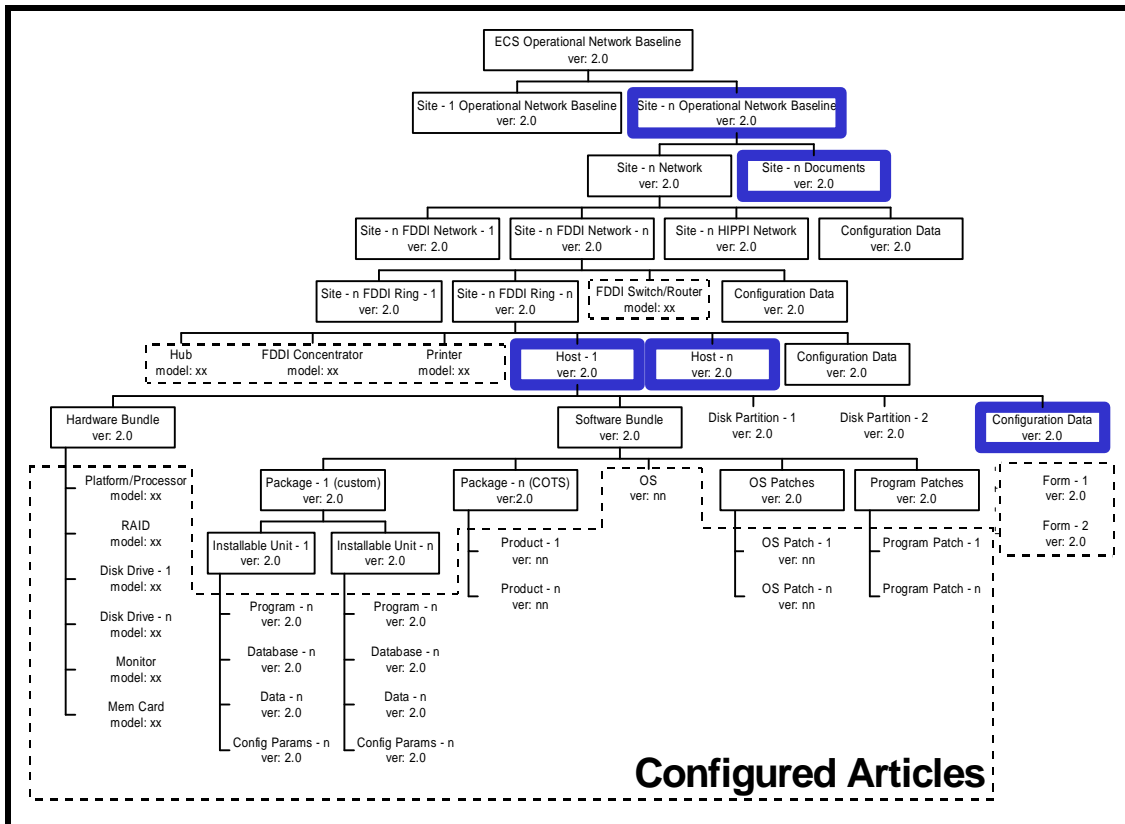 ECS Operational Network Baseline
ver: 2.0
Site - 1 Operational Network Baseline
ver: 2.0
Site - n Operational Network Baseline
ver: 2.0
Site - n Network
ver: 2.0
Site - n Documents
ver: 2.0
Site - n FDDI Network - 1
ver: 2.0
Site - n FDDI Network - n
ver: 2.0
Site - n HIPPI Network
ver: 2.0
Configuration Data
ver: 2.0
Site - n FDDI Ring - 1
ver: 2.0
Site - n FDDI Ring - n
ver: 2.0
FDDI Switch/Router
model: xx
Configuration Data
ver: 2.0
Hub
model: xx
FDDI Concentrator
model: xx
Printer
model: xx
Host - 1
ver: 2.0
Host - n
ver: 2.0
Configuration Data
ver: 2.0
Hardware Bundle
ver: 2.0
Software Bundle
ver: 2.0
Disk Partition - 1
ver: 2.0
Disk Partition - 2
ver: 2.0
Configuration Data
ver: 2.0
Platform/Processor
model: xx
RAID
model: xx
Disk Drive - 1
model: xx
Disk Drive - n
model: xx
Monitor
model: xx
Mem Card
model: xx
Package - 1 (custom)
ver: 2.0
Installable Unit - 1
ver: 2.0
Program - n
ver: 2.0
Database - n
ver: 2.0
Data - n
ver: 2.0
Config Params - n
ver: 2.0
Installable Unit - n
ver: 2.0
Program - n
ver: 2.0
Database - n
ver: 2.0
Data - n
ver: 2.0
Config Params - n
ver: 2.0
Package - n (COTS)
ver:2.0
Product - 1
ver: nn
Product - n
ver: nn
OS
ver: nn
OS Patches
ver: 2.0
OS Patch - 1
ver: nn
OS Patch - n
ver: nn
Program Patches
ver: 2.0
Program Patch - 1
Program Patch - n
Form - 1
ver: 2.0
Form - 2
ver: 2.0
Configured Articles